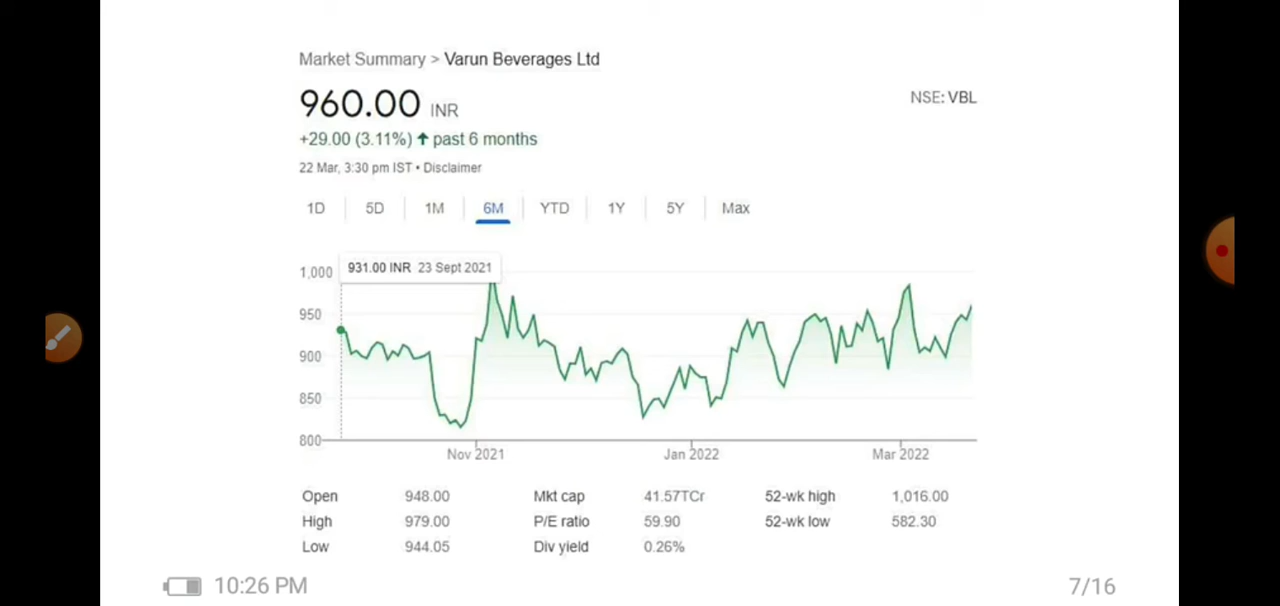 Market Summary > Varun Beverages Ltd
960.00 INR
NSE: VBL
+29.00 (3.11%) ↑ past 6 months
22 Mar, 3:30 pm IST • Disclaimer
1D 5D 1M 6M YTD 1Y 5Y Max
931.00 INR 23 Sept 2021
1,000
950
900
850
800
Nov 2021 Jan 2022 Mar 2022
Open 948.00 Mkt cap 41.57TCr 52-wk high 1,016.00
High 979.00 P/E ratio 59.90 52-wk low 582.30
Low 944.05 Div yield 0.26%
10:26 PM 7/16